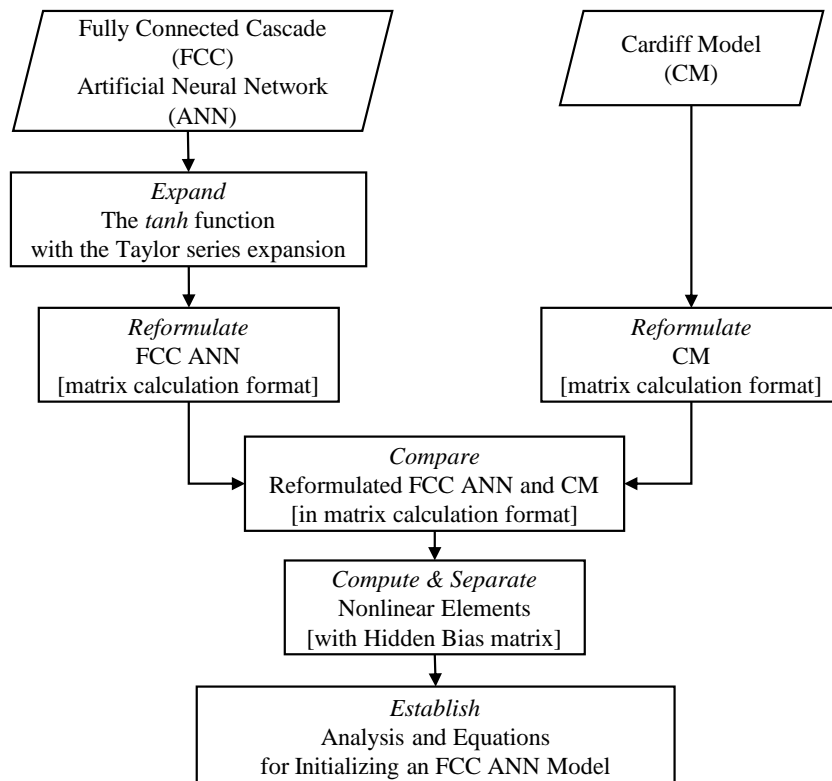 Fully Connected Cascade
(FCC)
Artificial Neural Network
(ANN)
Cardiff Model
(CM)
Expand
The tanh function
with the Taylor series expansion
Reformulate
FCC ANN
[matrix calculation format]
Reformulate
CM
[matrix calculation format]
Compare
Reformulated FCC ANN and CM
[in matrix calculation format]
Compute & Separate
Nonlinear Elements
[with Hidden Bias matrix]
Establish
Analysis and Equations
for Initializing an FCC ANN Model